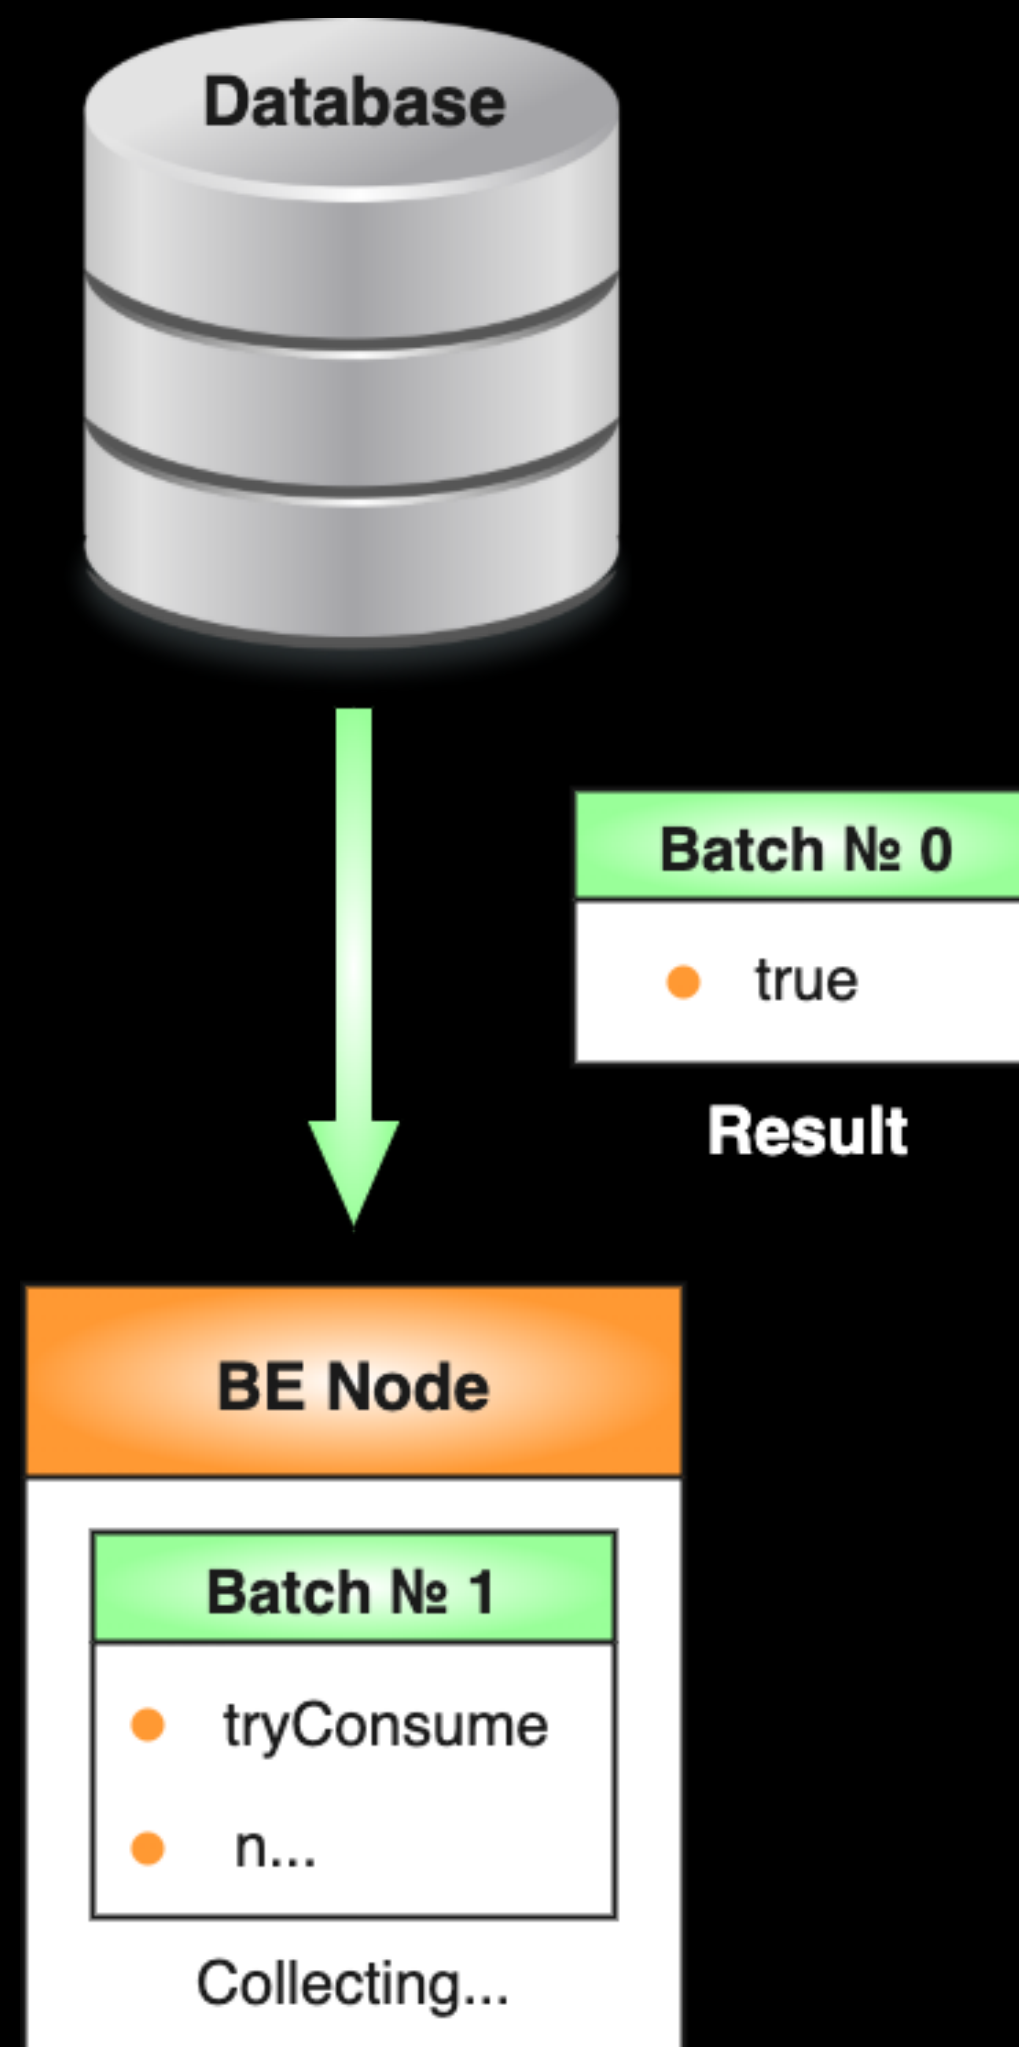 Database
Batch № 0
true
Result
BE Node
Batch № 1
tryConsume
n...
Collecting...